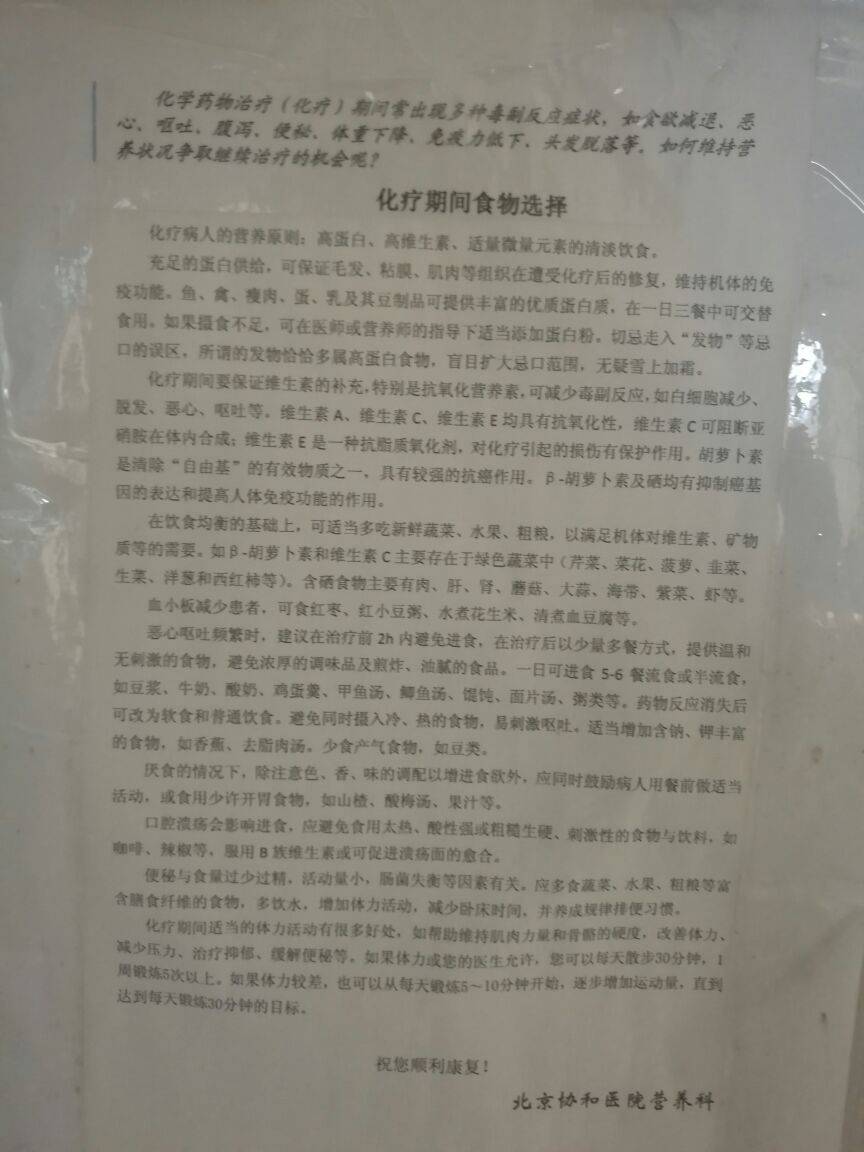 化学药物治疗（化疗）期间常出现多种毒副反应症状，如食欲减退、恶
心、呕吐、腹泻、便秘、体重下降、免疫力低下、头发脱落等。如何维持营
养状况争取继续治疗的机会呢？
化疗期间食物选择
化疗病人的营养原则：高蛋白、高维生素、适量微量元素的清淡饮食。
充足的蛋白供给，可保证毛发、粘膜、肌肉等组织在遭受化疗后的修复，维持机体的免
疫功能。鱼、禽、瘦肉、蛋、乳及其豆制品可提供丰富的优质蛋白质，在一日三餐中可交替
食用。如果摄食不足，可在医师或营养师的指导下适当添加蛋白粉。切忌走入“发物”等忌
口的误区，所谓的发物恰恰多属高蛋白食物，盲目扩大忌口范围，无疑雪上加霜。
化疗期间要保证维生素的补充，特别是抗氧化营养素，可减少毒副反应，如白细胞减少、
脱发、恶心、呕吐等。维生素 A、维生素 C、维生素 E 均具有抗氧化性，维生素 C 可阻断亚
硝胺在体内合成；维生素 E 是一种抗脂质氧化剂，对化疗引起的损伤有保护作用。胡萝卜素
是清除“自由基”的有效物质之一，具有较强的抗癌作用。β-胡萝卜素及硒均有抑制癌基
因的表达和提高人体免疫功能的作用。
在饮食均衡的基础上，可适当多吃新鲜蔬菜、水果、粗粮，以满足机体对维生素、矿物
质等的需要。如β-胡萝卜素和维生素 C 主要存在于绿色蔬菜中（芹菜、菜花、菠萝、韭菜、
生菜、洋葱和西红柿等）。含硒食物主要有肉、肝、肾、蘑菇、大蒜、海带、紫菜、虾等。
血小板减少患者，可食红枣、红小豆粥、水煮花生米、清煮血豆腐等。
恶心呕吐频繁时，建议在治疗前 2h 内避免进食，在治疗后以少量多餐方式，提供温和
无刺激的食物，避免浓厚的调味品及煎炸、油腻的食品。一日可进食 5-6 餐流食或半流食，
如豆浆、牛奶、酸奶、鸡蛋羹、甲鱼汤、鲫鱼汤、馄饨、面片汤、粥类等。药物反应消失后
可改为软食和普通饮食。避免同时摄入冷、热的食物，易刺激呕吐。适当增加含钠、钾丰富
的食物，如香蕉、去脂肉汤。少食产气食物，如豆类。
厌食的情况下，除注意色、香、味的调配以增进食欲外，应同时鼓励病人用餐前做适当
活动，或食用少许开胃食物，如山楂、酸梅汤、果汁等。
口腔溃疡会影响进食，应避免食用太热、酸性强或粗糙生硬、刺激性的食物与饮料，如
咖啡、辣椒等，服用 B 族维生素或可促进溃疡面的愈合。
便秘与食量过少过精，活动量小，肠菌失衡等因素有关。应多食蔬菜、水果、粗粮等富
含膳食纤维的食物，多饮水，增加体力活动，减少卧床时间，并养成规律排便习惯。
化疗期间适当的体力活动有很多好处，如帮助维持肌肉力量和骨骼的硬度，改善体力、
减少压力、治疗抑郁、缓解便秘等。如果体力或您的医生允许，您可以每天散步30分钟，1
周锻炼5次以上。如果体力较差，也可以从每天锻炼5～10分钟开始，逐步增加运动量，直到
达到每天锻炼30分钟的目标。
祝您顺利康复！
北京协和医院营养科